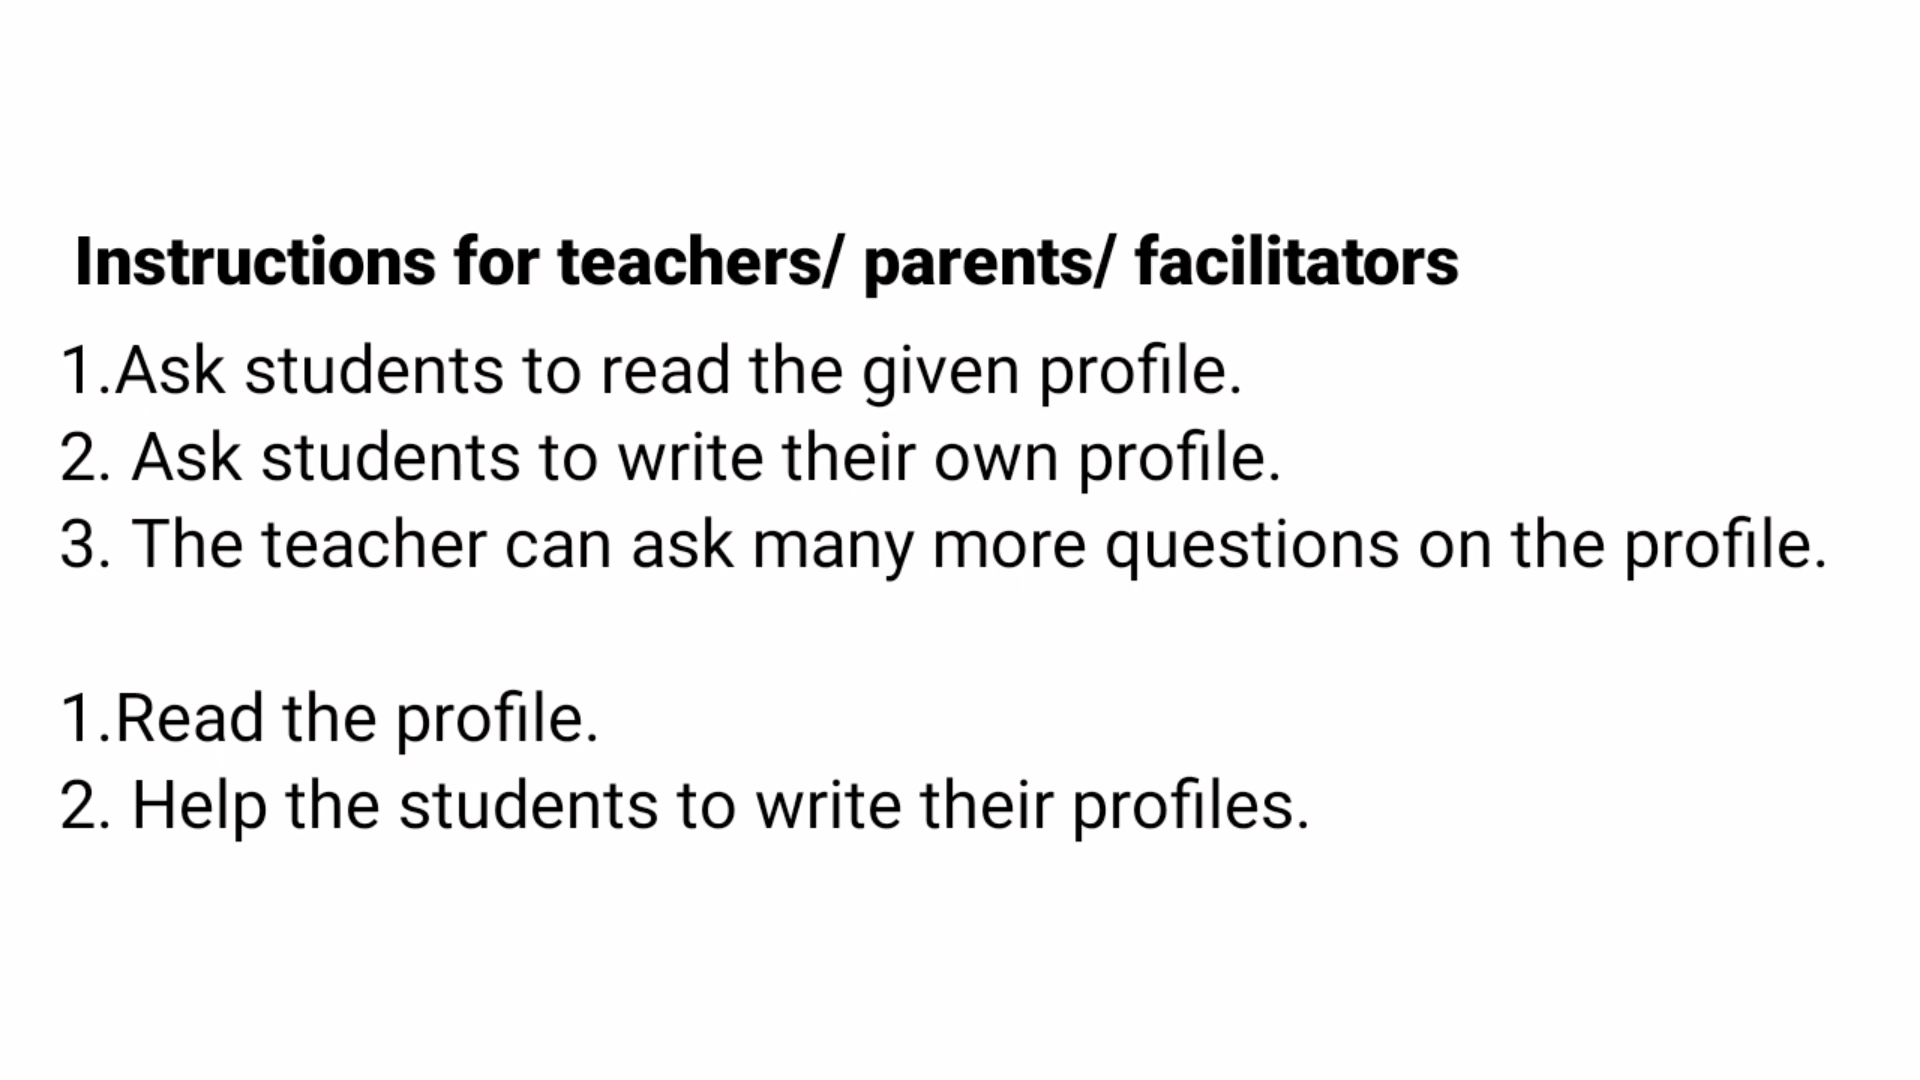 Instructions for teachers/ parents/ facilitators
1.Ask students to read the given profile.
2. Ask students to write their own profile.
3. The teacher can ask many more questions on the profile.
1.Read the profile.
2. Help the students to write their profiles.